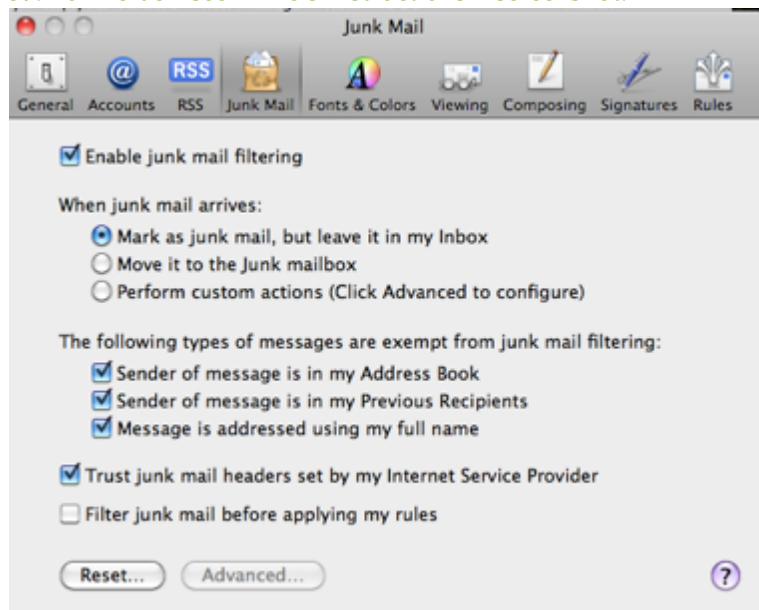 Junk Mail
RSS
General Accounts RSS Junk Mail Fonts & Colors Viewing Composing Signatures Rules
Enable junk mail filtering
When junk mail arrives:
Mark as junk mail, but leave it in my Inbox
Move it to the Junk mailbox
Perform custom actions (Click Advanced to configure)
The following types of messages are exempt from junk mail filtering:
Sender of message is in my Address Book
Sender of message is in my Previous Recipients
Message is addressed using my full name
Trust junk mail headers set by my Internet Service Provider
Filter junk mail before applying my rules
Reset... Advanced...
?